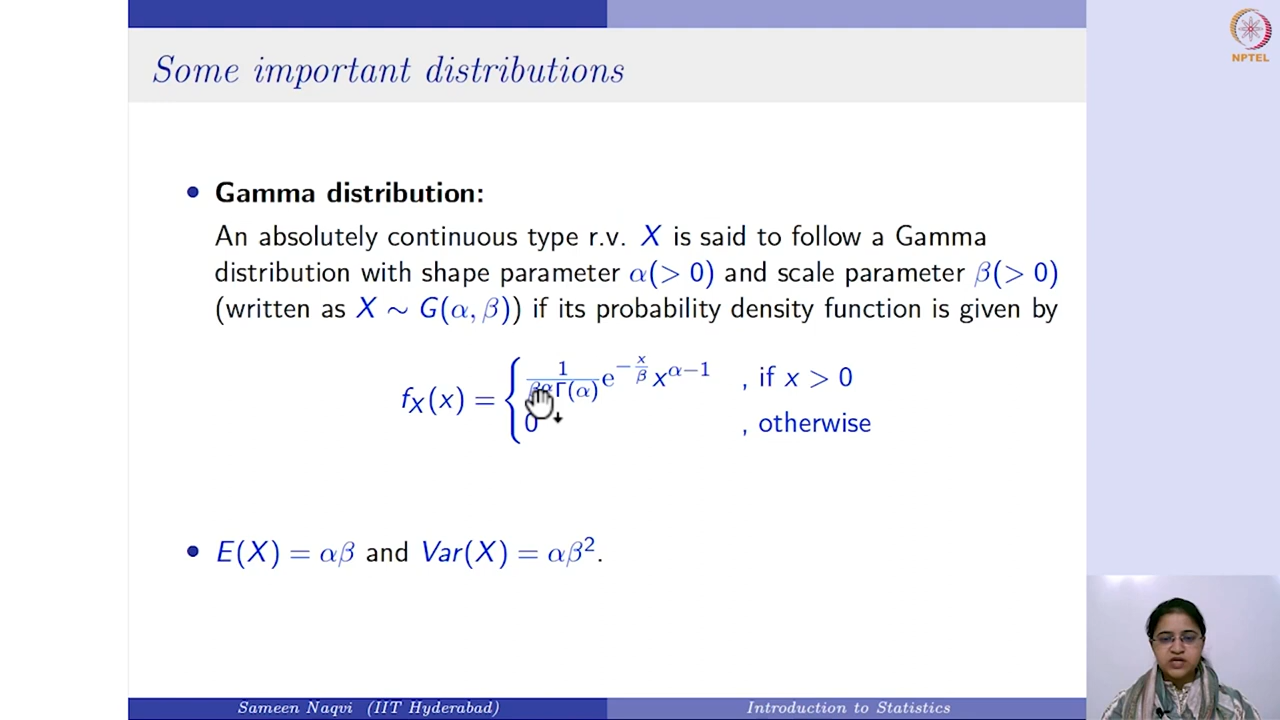 NPTEL
Some important distributions
• Gamma distribution:
An absolutely continuous type r.v. X is said to follow a Gamma
distribution with shape parameter α(> 0) and scale parameter β(> 0)
(written as X ∼ G(α, β)) if its probability density function is given by
f_X(x) = { 1/(β^α Γ(α)) e^{−x/β} x^{α−1} , if x > 0
0 , otherwise
• E(X) = αβ and Var(X) = αβ².
Sameen Naqvi (IIT Hyderabad) Introduction to Statistics